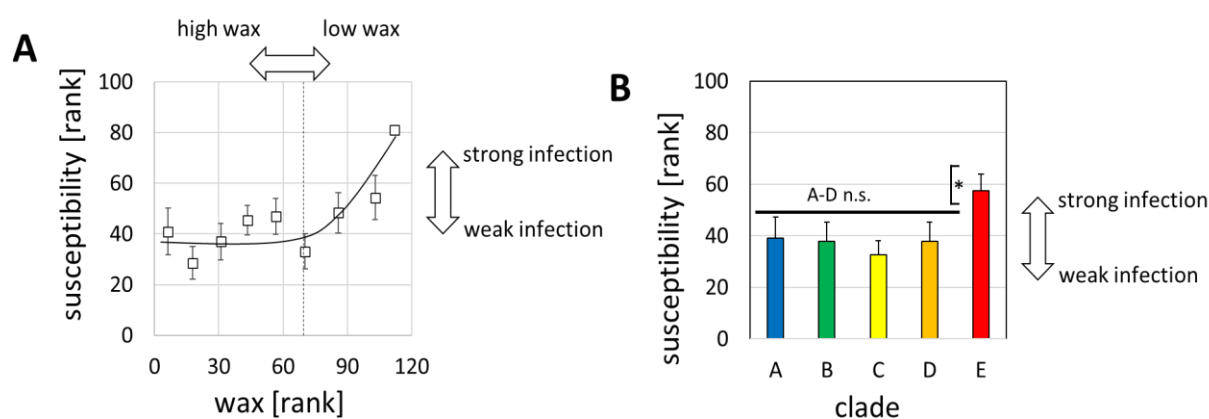 high wax low wax
A
susceptibility [rank]
100
80
60
40
20
0
0 30 60 90 120
wax [rank]
strong infection
weak infection
B
susceptibility [rank]
100
80
60
40
20
0
A-D n.s.
*
A B C D E
clade
strong infection
weak infection